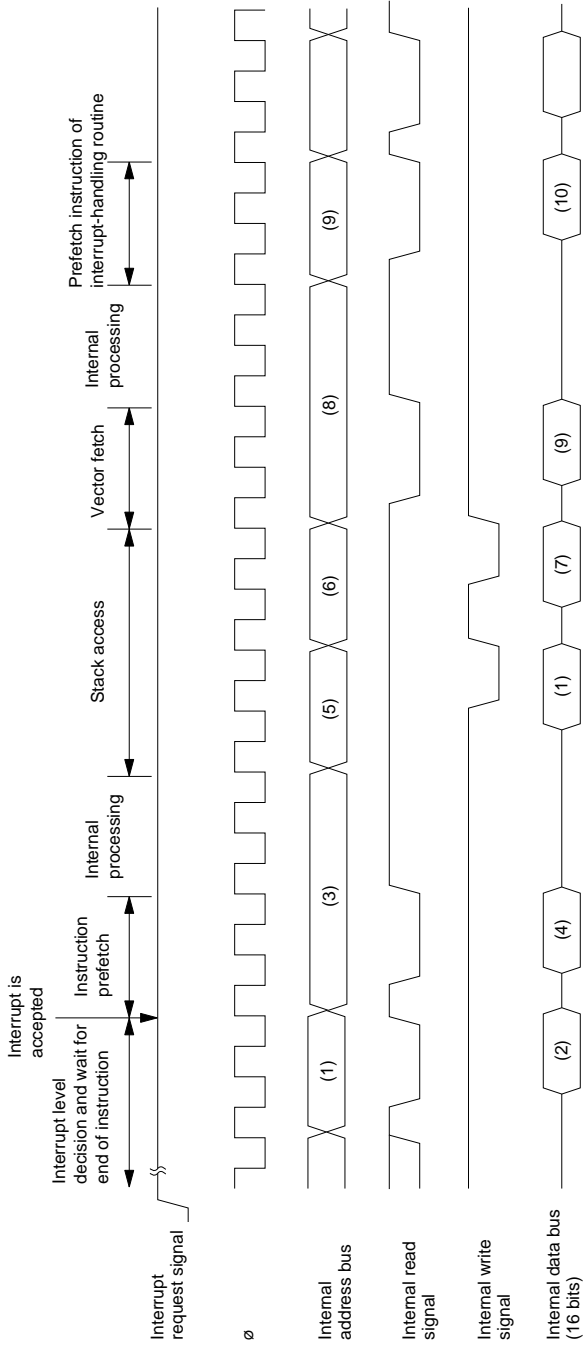 Interrupt is
accepted
Interrupt level
decision and wait for
end of instruction
Instruction
prefetch
Internal
processing
Stack access
Vector fetch
Internal
processing
Prefetch instruction of
interrupt-handling routine
Interrupt
request signal
ø
Internal
address bus
(1)
(3)
(5)
(6)
(8)
(9)
Internal read
signal
Internal write
signal
Internal data bus
(16 bits)
(2)
(4)
(1)
(7)
(9)
(10)